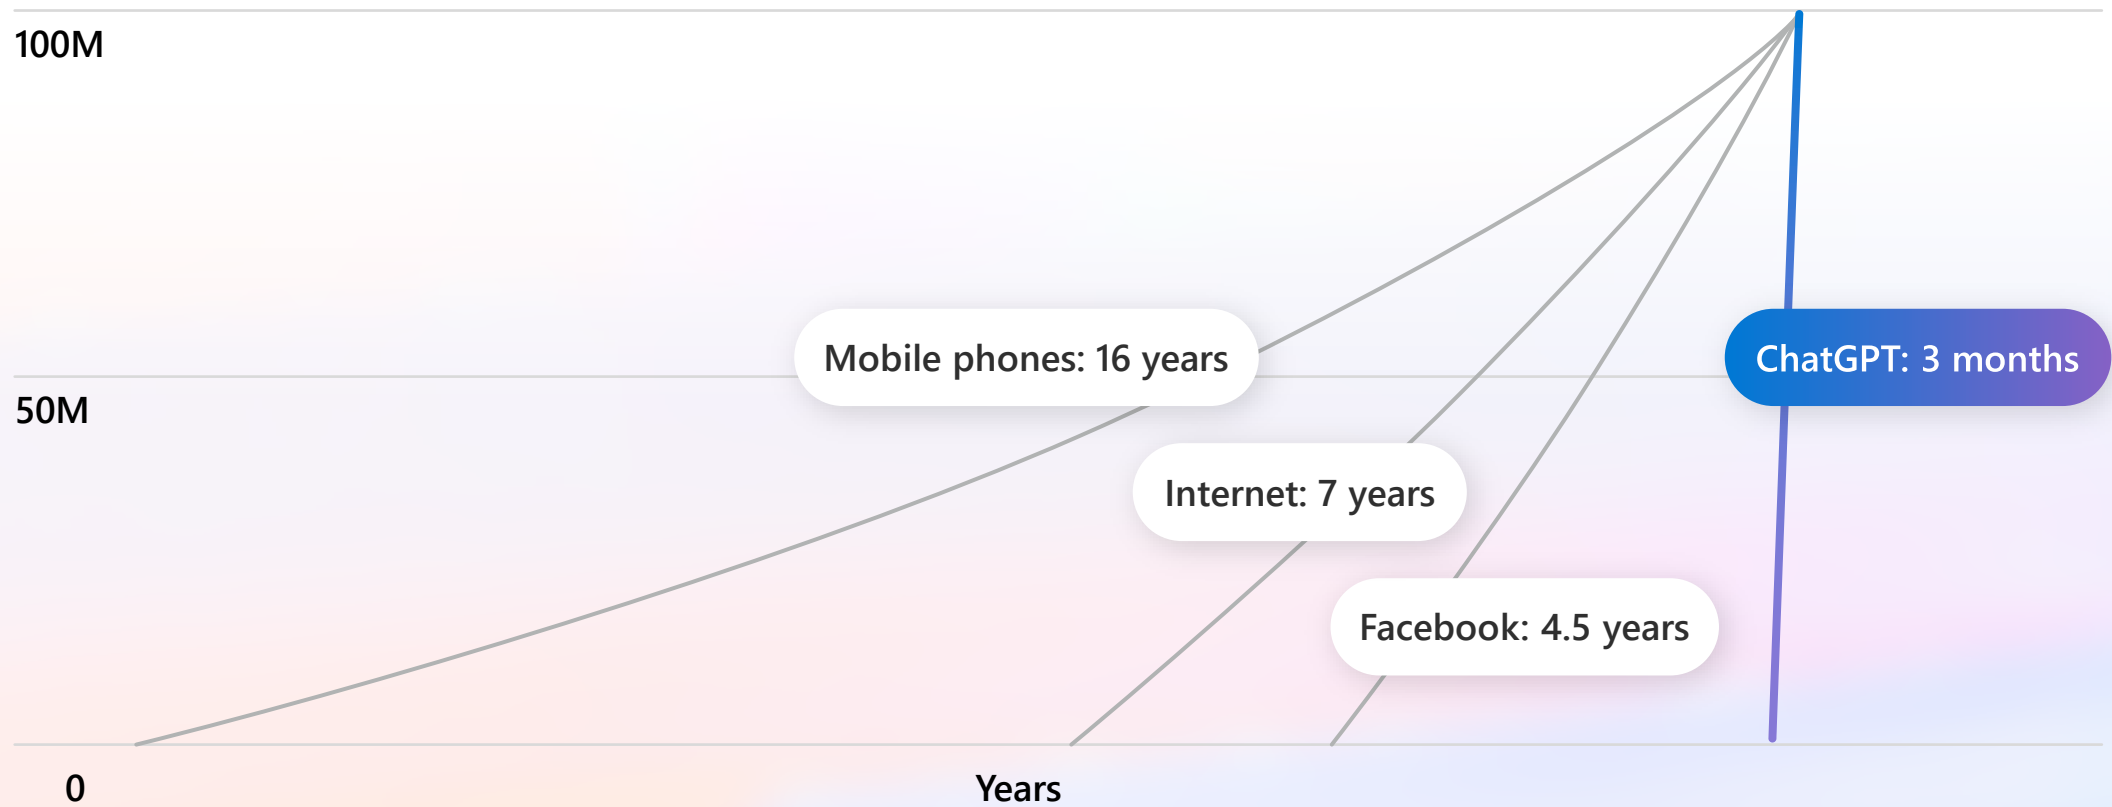 100M
Mobile phones: 16 years
ChatGPT: 3 months
50M
Internet: 7 years
Facebook: 4.5 years
0
Years